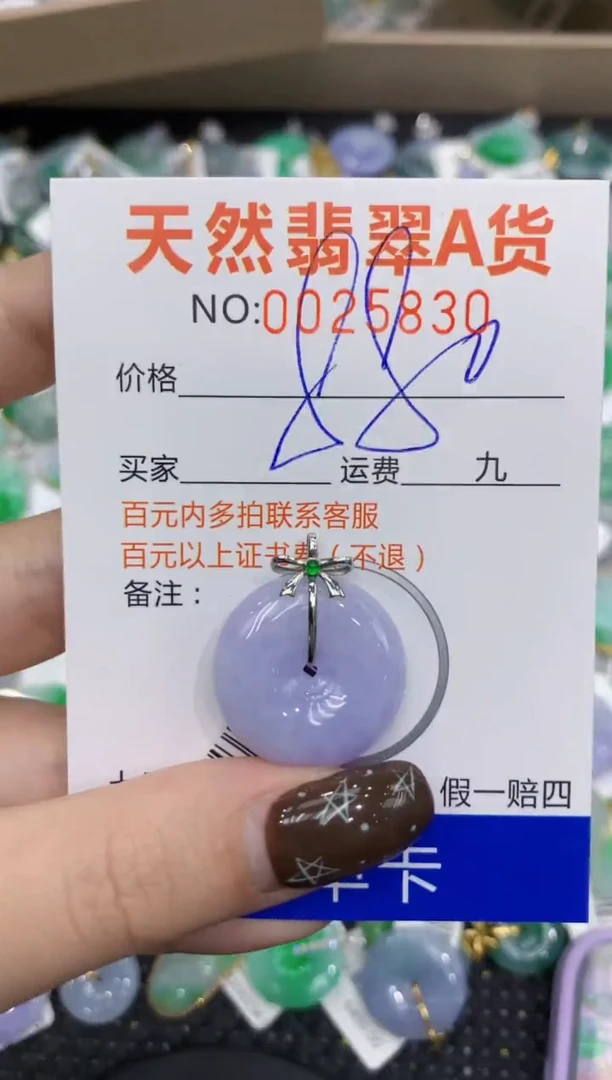 天然翡翠A货
NO:0025830
价格
买家 运费 九
百元内多拍联系客服
百元以上证书费(不退)
备注:
假一赔四
卡